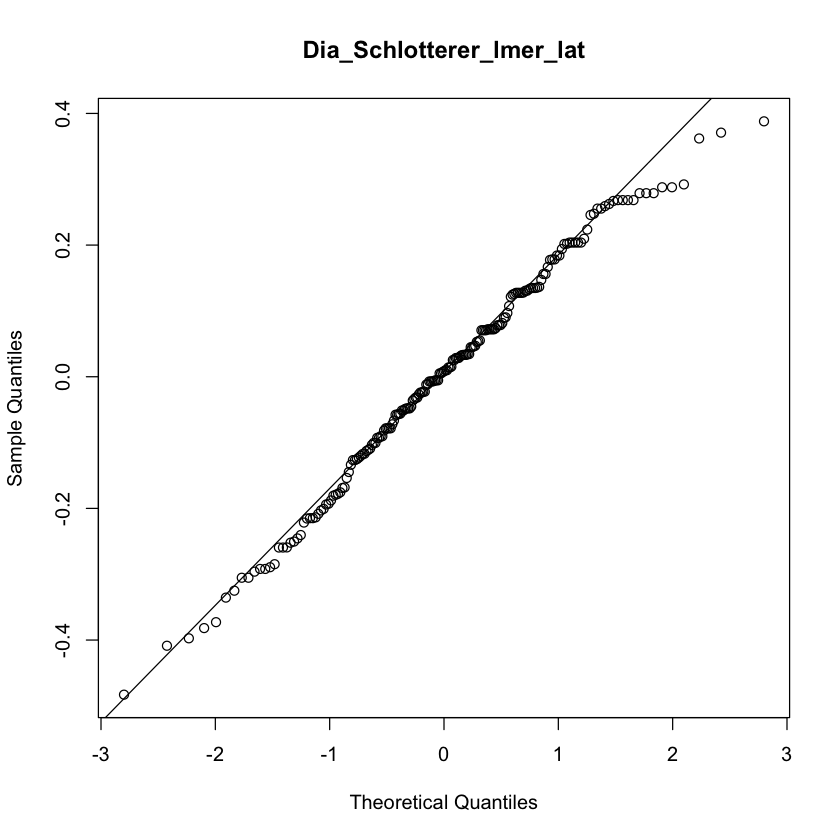 Dia_Schlotterer_lmer_lat
0.4
0.2
0.0
-0.2
-0.4
Sample Quantiles
-3 -2 -1 0 1 2 3
Theoretical Quantiles